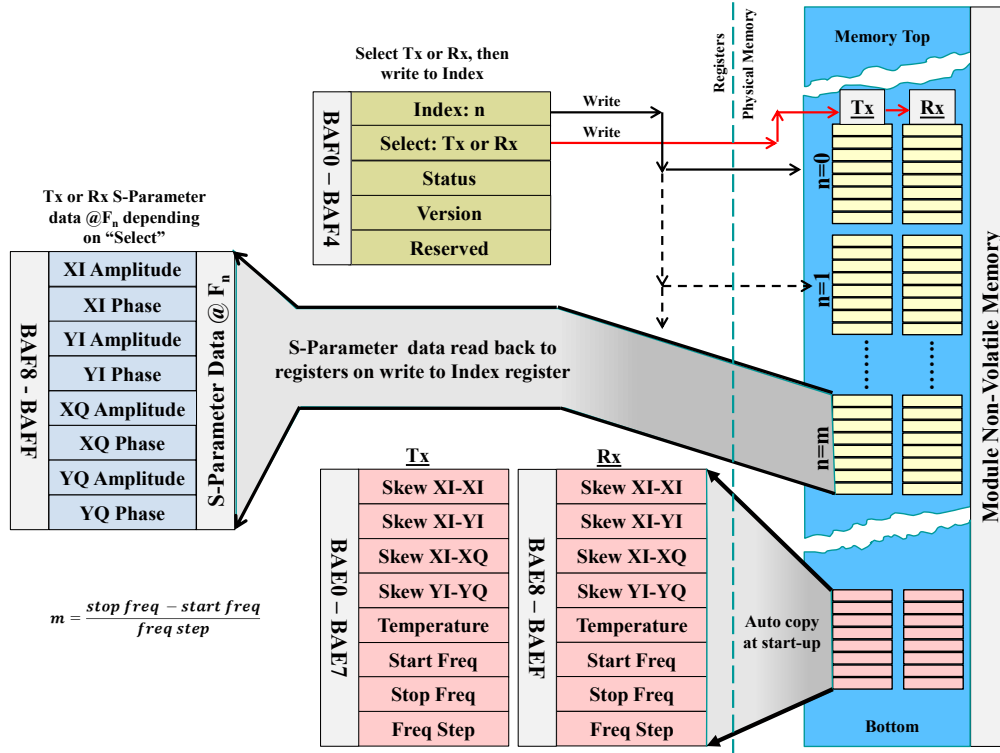 Memory Top
Registers
Physical Memory
Select Tx or Rx, then
write to Index
BAF0 – BAF4
Index: n
Select: Tx or Rx
Status
Version
Reserved
Write
Write
Tx
Rx
n=0
n=1
n=m
Module Non-Volatile Memory
Tx or Rx S-Parameter
data @Fn depending
on “Select”
BAF8 - BAFF
XI Amplitude
XI Phase
YI Amplitude
YI Phase
XQ Amplitude
XQ Phase
YQ Amplitude
YQ Phase
S-Parameter Data @ Fn
S-Parameter data read back to
registers on write to Index register
Tx
BAE0 – BAE7
Skew XI-XI
Skew XI-YI
Skew XI-XQ
Skew YI-YQ
Temperature
Start Freq
Stop Freq
Freq Step
Rx
BAE8 – BAEF
Skew XI-XI
Skew XI-YI
Skew XI-XQ
Skew YI-YQ
Temperature
Start Freq
Stop Freq
Freq Step
Auto copy
at start-up
Bottom
m = stop freq − start freq / freq step